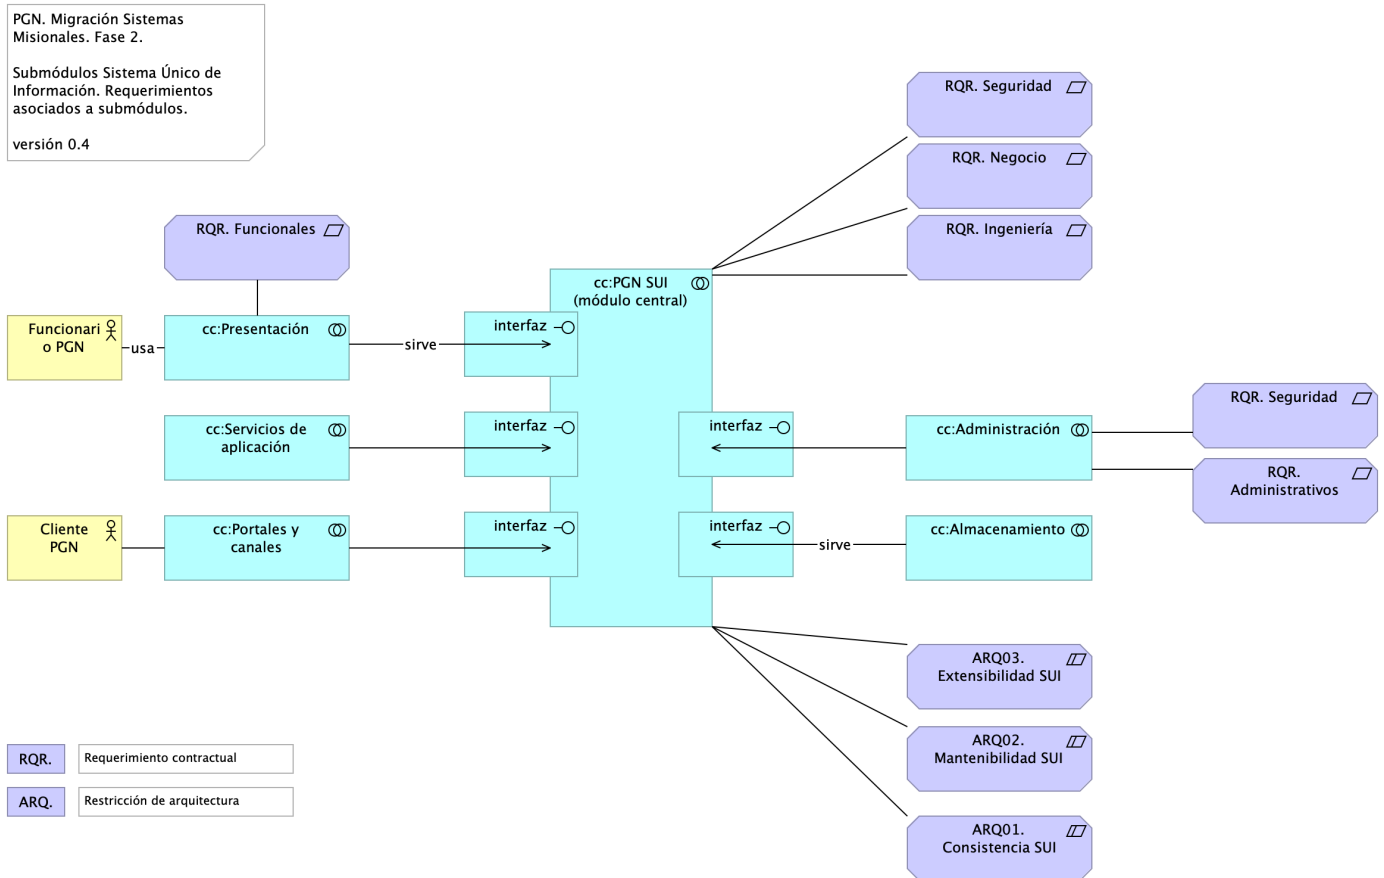 PGN. Migración Sistemas
Misionales. Fase 2.
Submódulos Sistema Único de
Información. Requerimientos
asociados a submódulos.
versión 0.4
RQR. Seguridad
RQR. Negocio
RQR. Ingeniería
RQR. Funcionales
cc:PGN SUI
(módulo central)
Funcionari
o PGN
usa
cc:Presentación
sirve
interfaz
cc:Servicios de
aplicación
interfaz
interfaz
cc:Administración
RQR. Seguridad
RQR.
Administrativos
Cliente
PGN
cc:Portales y
canales
interfaz
interfaz
sirve
cc:Almacenamiento
ARQ03.
Extensibilidad SUI
ARQ02.
Mantenibilidad SUI
ARQ01.
Consistencia SUI
RQR.
Requerimiento contractual
ARQ.
Restricción de arquitectura